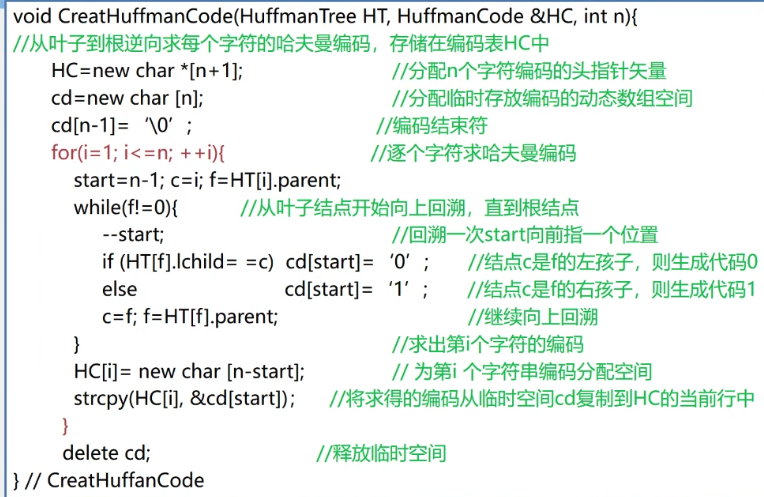 void CreatHuffmanCode(HuffmanTree HT, HuffmanCode &HC, int n){
//从叶子到根逆向求每个字符的哈夫曼编码，存储在编码表HC中
HC=new char *[n+1]; //分配n个字符编码的头指针矢量
cd=new char [n]; //分配临时存放编码的动态数组空间
cd[n-1]=‘\0’; //编码结束符
for(i=1; i<=n; ++i){ //逐个字符求哈夫曼编码
start=n-1; c=i; f=HT[i].parent;
while(f!=0){ //从叶子结点开始向上回溯，直到根结点
--start; //回溯一次start向前指一个位置
if (HT[f].lchild= =c) cd[start]=‘0’; //结点c是f的左孩子，则生成代码0
else cd[start]=‘1’; //结点c是f的右孩子，则生成代码1
c=f; f=HT[f].parent; //继续向上回溯
} //求出第i个字符的编码
HC[i]= new char [n-start]; // 为第i 个字符串编码分配空间
strcpy(HC[i], &cd[start]); //将求得的编码从临时空间cd复制到HC的当前行中
}
delete cd; //释放临时空间
} // CreatHuffanCode